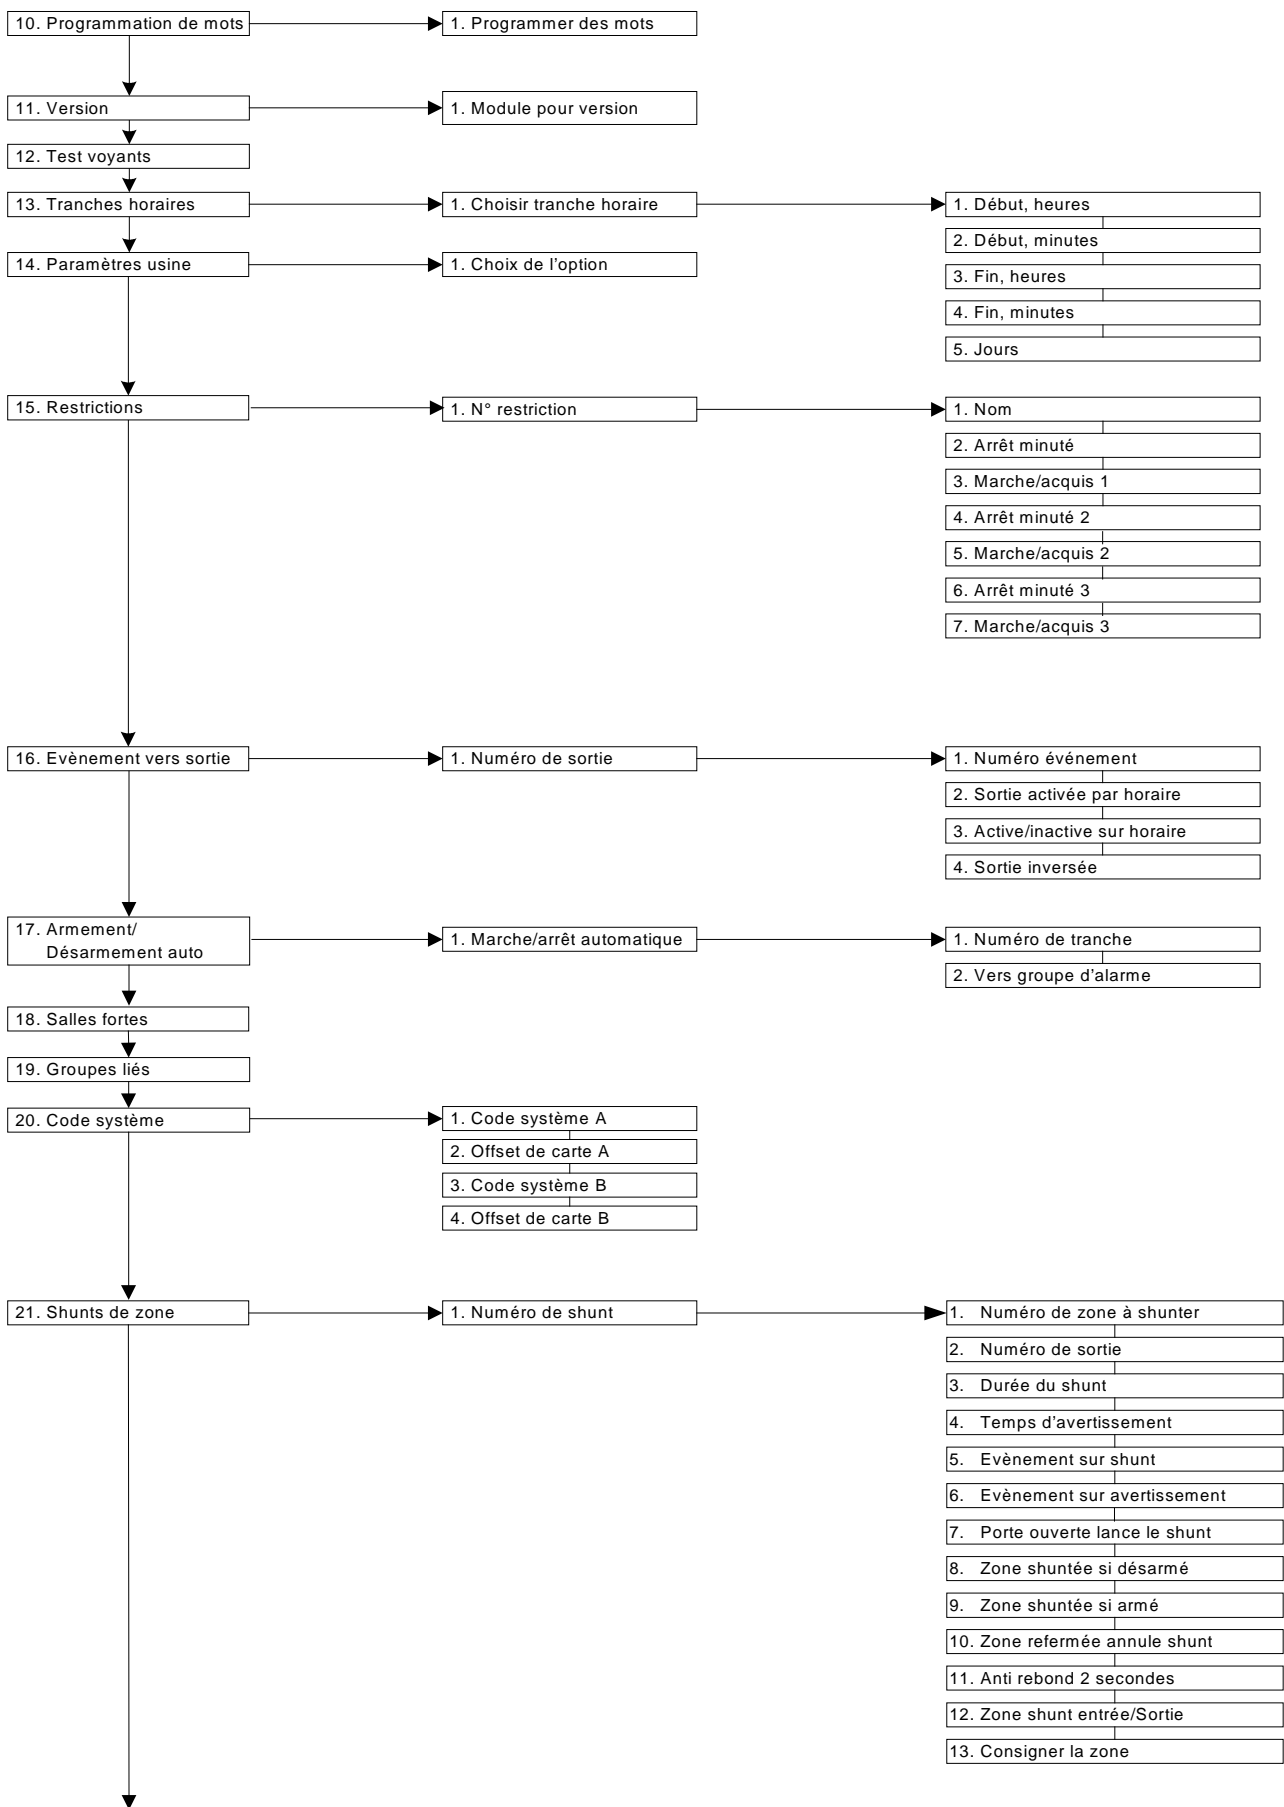 10. Programmation de mots
1. Programmer des mots
11. Version
1. Module pour version
12. Test voyants
13. Tranches horaires
1. Choisir tranche horaire
1. Début, heures
2. Début, minutes
14. Paramètres usine
1. Choix de l'option
3. Fin, heures
4. Fin, minutes
5. Jours
15. Restrictions
1. N° restriction
1. Nom
2. Arrêt minuté
3. Marche/acquis 1
4. Arrêt minuté 2
5. Marche/acquis 2
6. Arrêt minuté 3
7. Marche/acquis 3
16. Evènement vers sortie
1. Numéro de sortie
1. Numéro événement
2. Sortie activée par horaire
3. Active/inactive sur horaire
4. Sortie inversée
17. Armement/
Désarmement auto
1. Marche/arrêt automatique
1. Numéro de tranche
2. Vers groupe d'alarme
18. Salles fortes
19. Groupes liés
20. Code système
1. Code système A
2. Offset de carte A
3. Code système B
4. Offset de carte B
21. Shunts de zone
1. Numéro de shunt
1. Numéro de zone à shunter
2. Numéro de sortie
3. Durée du shunt
4. Temps d'avertissement
5. Evènement sur shunt
6. Evènement sur avertissement
7. Porte ouverte lance le shunt
8. Zone shuntée si désarmé
9. Zone shuntée si armé
10. Zone refermée annule shunt
11. Anti rebond 2 secondes
12. Zone shunt entrée/Sortie
13. Consigner la zone